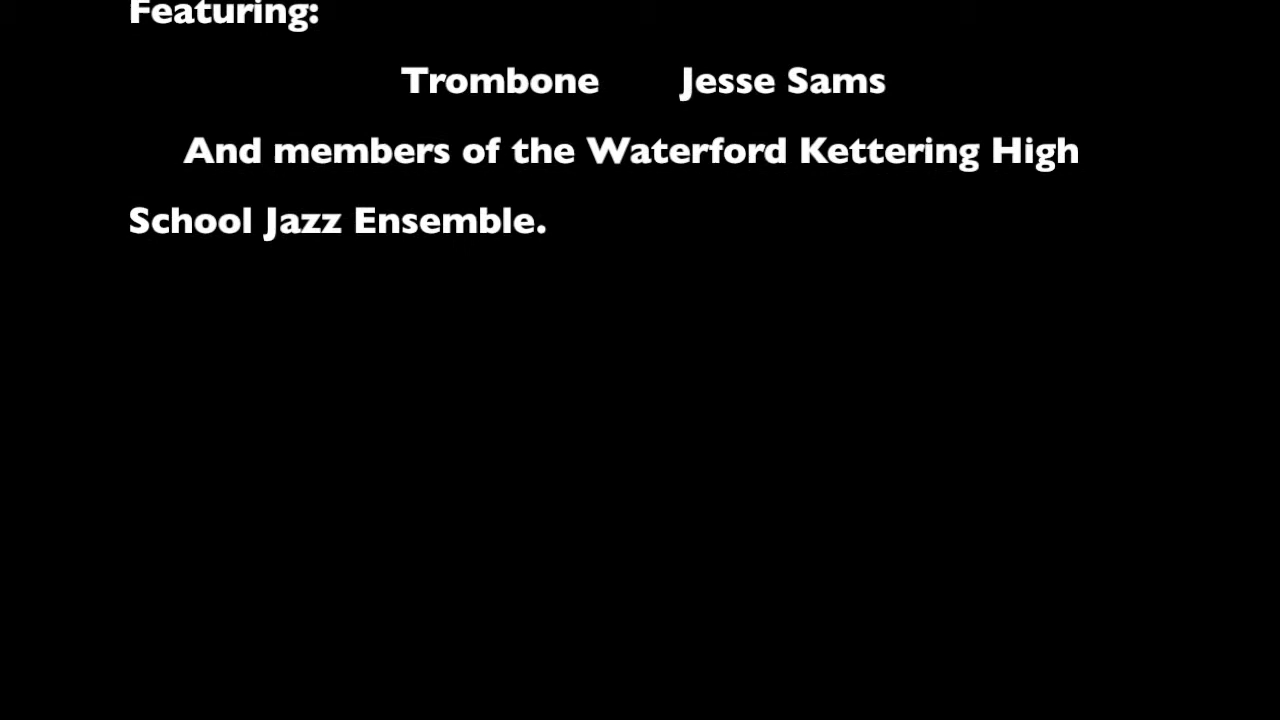 Featuring:
Trombone Jesse Sams
And members of the Waterford Kettering High
School Jazz Ensemble.